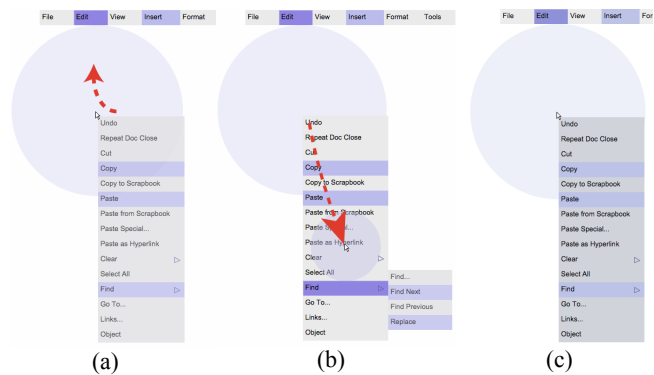 File Edit View Insert Format
Undo
Repeat Doc Close
Cut
Copy
Copy to Scrapbook
Paste
Paste from Scrapbook
Paste Special...
Paste as Hyperlink
Clear
Select All
Find
Go To...
Links...
Object
(a)
File Edit View Insert Format Tools
Undo
Repeat Doc Close
Cut
Copy
Copy to Scrapbook
Paste
Paste from Scrapbook
Paste Special...
Paste as Hyperlink
Clear
Select All
Find
Go To...
Links...
Object
Find...
Find Next
Find Previous
Replace
(b)
File Edit View Insert For
Undo
Repeat Doc Close
Cut
Copy
Copy to Scrapbook
Paste
Paste from Scrapbook
Paste Special...
Paste as Hyperlink
Clear
Select All
Find
Go To...
Links...
Object
(c)